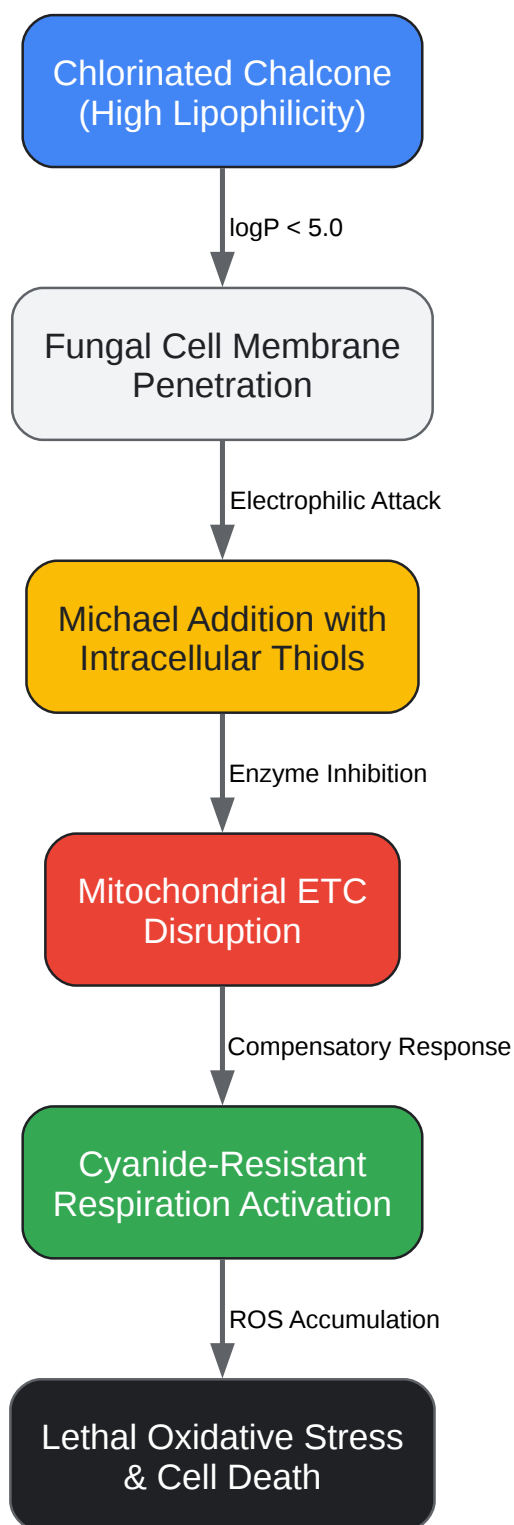 Chlorinated Chalcone
(High Lipophilicity)
logP < 5.0
Fungal Cell Membrane
Penetration
Electrophilic Attack
Michael Addition with
Intracellular Thiols
Enzyme Inhibition
Mitochondrial ETC
Disruption
Compensatory Response
Cyanide-Resistant
Respiration Activation
ROS Accumulation
Lethal Oxidative Stress
& Cell Death